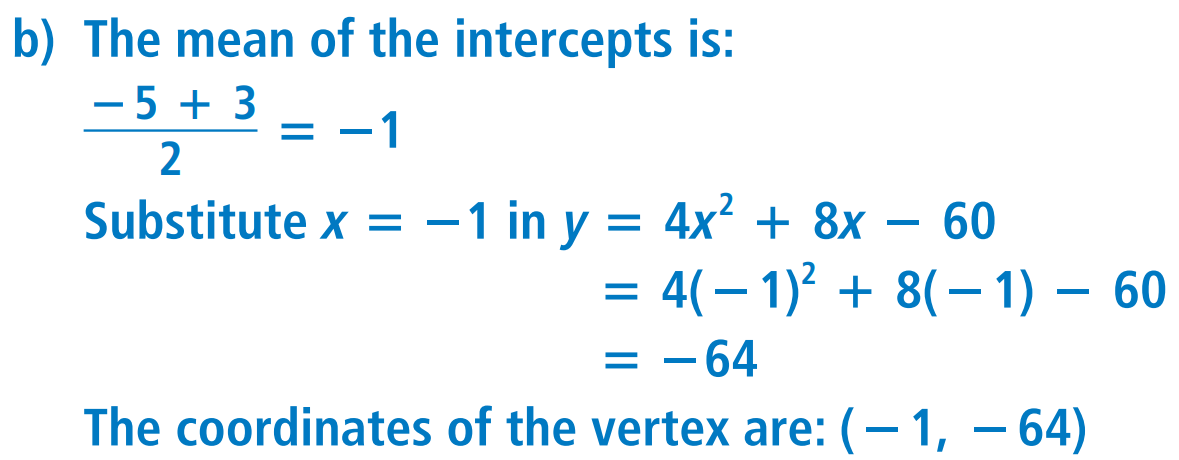 b) The mean of the intercepts is:
(−5 + 3)/2 = −1
Substitute x = −1 in y = 4x² + 8x − 60
= 4(−1)² + 8(−1) − 60
= −64
The coordinates of the vertex are: (−1, −64)